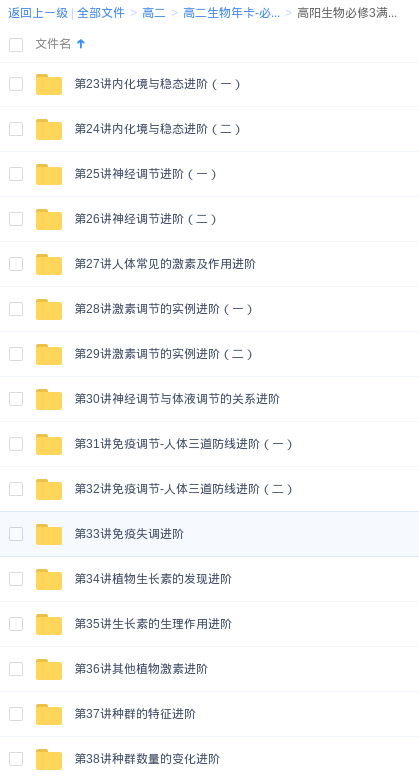 返回上一级 | 全部文件 > 高二 > 高二生物年卡-必... > 高阳生物必修3满...
文件名
第23讲内化境与稳态进阶（一）
第24讲内化境与稳态进阶（二）
第25讲神经调节进阶（一）
第26讲神经调节进阶（二）
第27讲人体常见的激素及作用进阶
第28讲激素调节的实例进阶（一）
第29讲激素调节的实例进阶（二）
第30讲神经调节与体液调节的关系进阶
第31讲免疫调节-人体三道防线进阶（一）
第32讲免疫调节-人体三道防线进阶（二）
第33讲免疫失调进阶
第34讲植物生长素的发现进阶
第35讲生长素的生理作用进阶
第36讲其他植物激素进阶
第37讲种群的特征进阶
第38讲种群数量的变化进阶